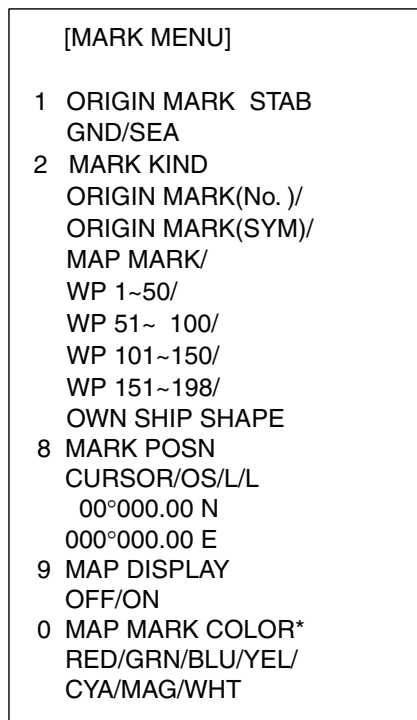 [MARK MENU]
1 ORIGIN MARK STAB
GND/SEA
2 MARK KIND
ORIGIN MARK(No. )/
ORIGIN MARK(SYM)/
MAP MARK/
WP 1~50/
WP 51~ 100/
WP 101~150/
WP 151~198/
OWN SHIP SHAPE
8 MARK POSN
CURSOR/OS/L/L
00°000.00 N
000°000.00 E
9 MAP DISPLAY
OFF/ON
0 MAP MARK COLOR*
RED/GRN/BLU/YEL/
CYA/MAG/WHT